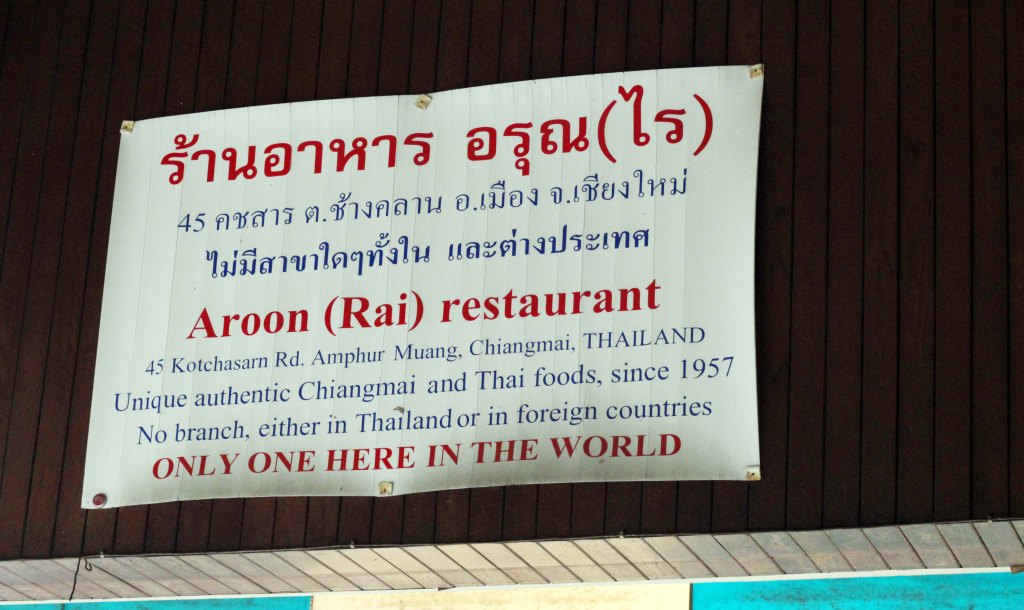 ร้านอาหาร อรุณ(ไร)
45 คชสาร ต.ช้างคลาน อ.เมือง จ.เชียงใหม่
ไม่มีสาขาใดๆทั้งใน และต่างประเทศ
Aroon (Rai) restaurant
45 Kotchasarn Rd. Amphur Muang, Chiangmai, THAILAND
Unique authentic Chiangmai and Thai foods, since 1957
No branch, either in Thailand or in foreign countries
ONLY ONE HERE IN THE WORLD